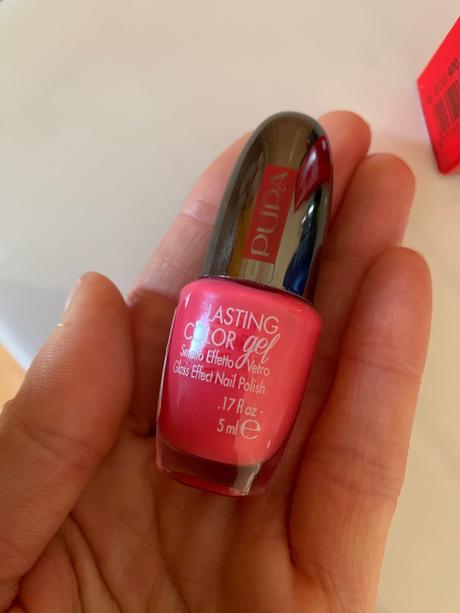 PUPA
LASTING
COLOR gel
Smalto Effetto Vetro
Glass Effect Nail Polish
.17 fl oz -
5 ml e